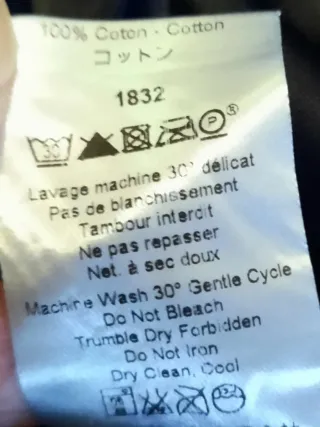 100% Coton - Cotton
コットン
1832
30
P®
Lavage machine 30° délicat
Pas de blanchissement
Tambour interdit
Ne pas repasser
Net. à sec doux
Machine Wash 30° Gentle Cycle
Do Not Bleach
Trumble Dry Forbidden
Do Not Iron
Dry Clean, Cool